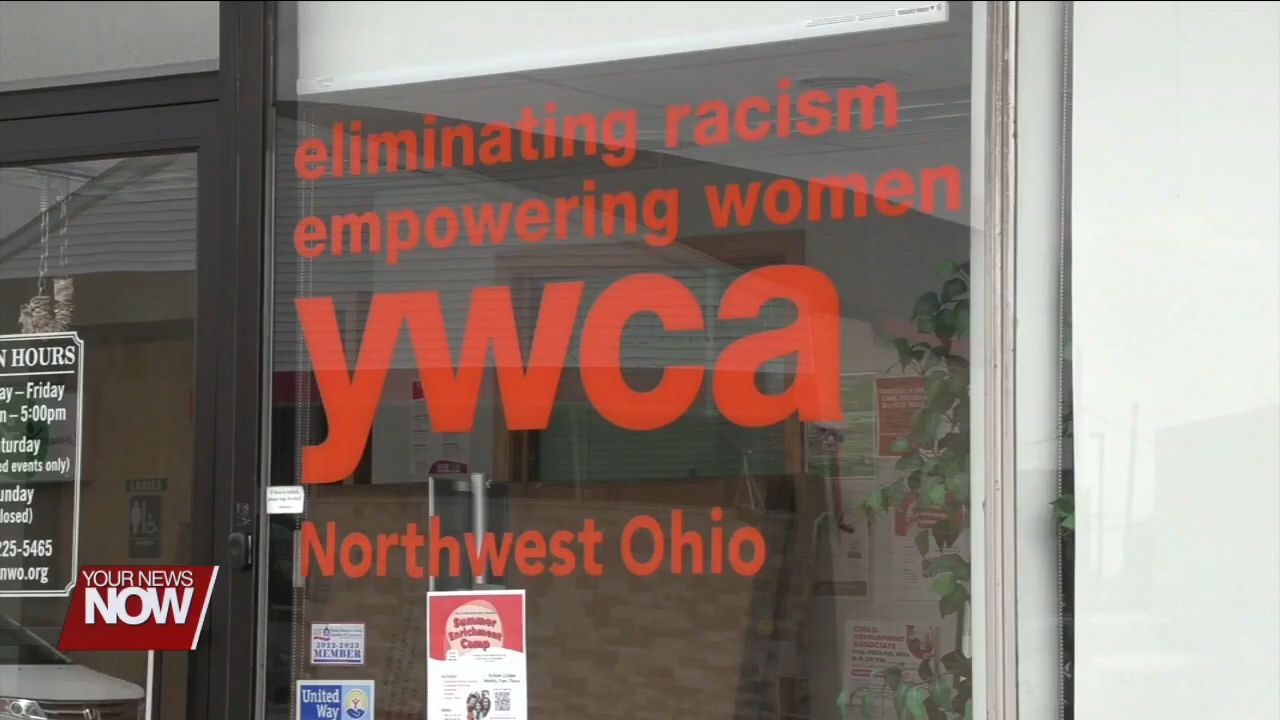 eliminating racism
empowering women
ywca
Northwest Ohio
N HOURS
ay – Friday
n – 5:00pm
turday
ed events only)
unday
losed)
225-5465
nwo.org
LADIES
YOUR NEWS
NOW
2022-2023
MEMBER
United
Way
Summer
Enrichment
Camp
CHILD
DEVELOPMENT
ASSOCIATE